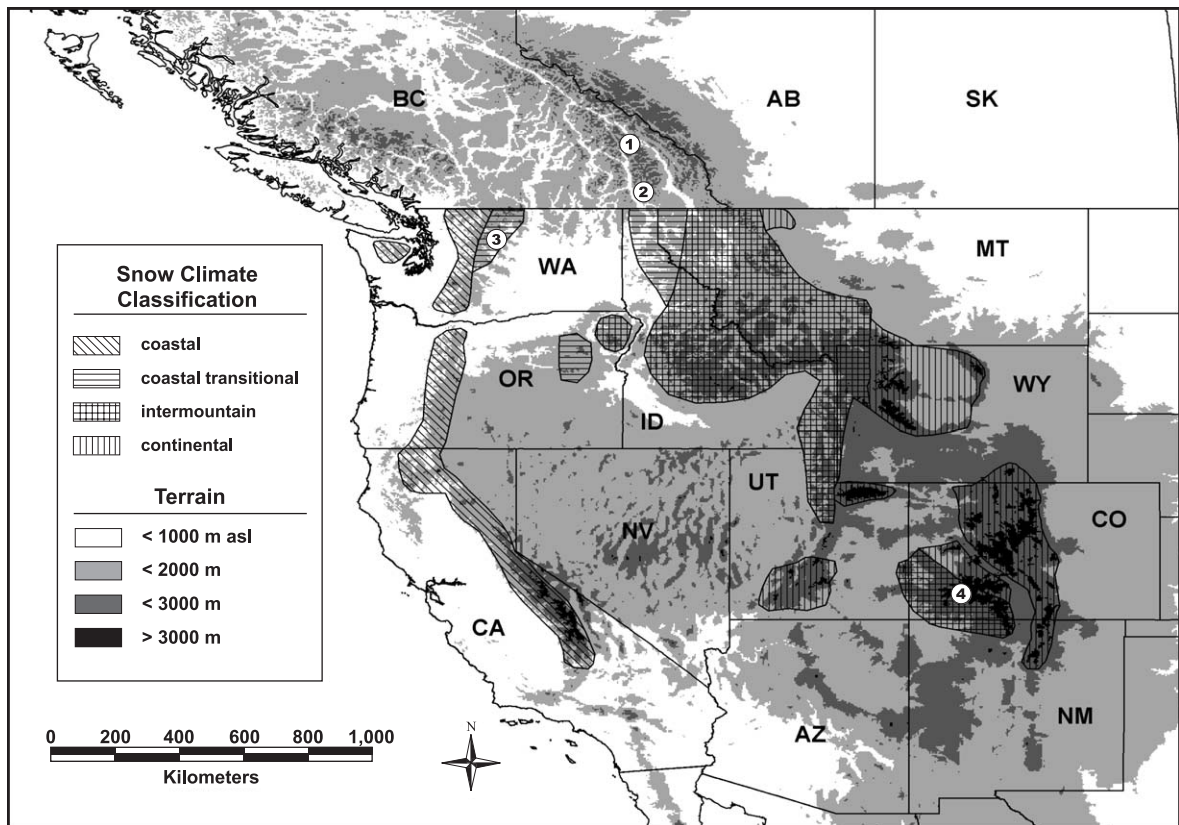 BC
AB
SK
1
2
3
WA
MT
OR
ID
WY
UT
NV
CO
4
CA
AZ
NM
Snow Climate
Classification
coastal
coastal transitional
intermountain
continental
Terrain
< 1000 m asl
< 2000 m
< 3000 m
> 3000 m
0 200 400 600 800 1,000
Kilometers
N